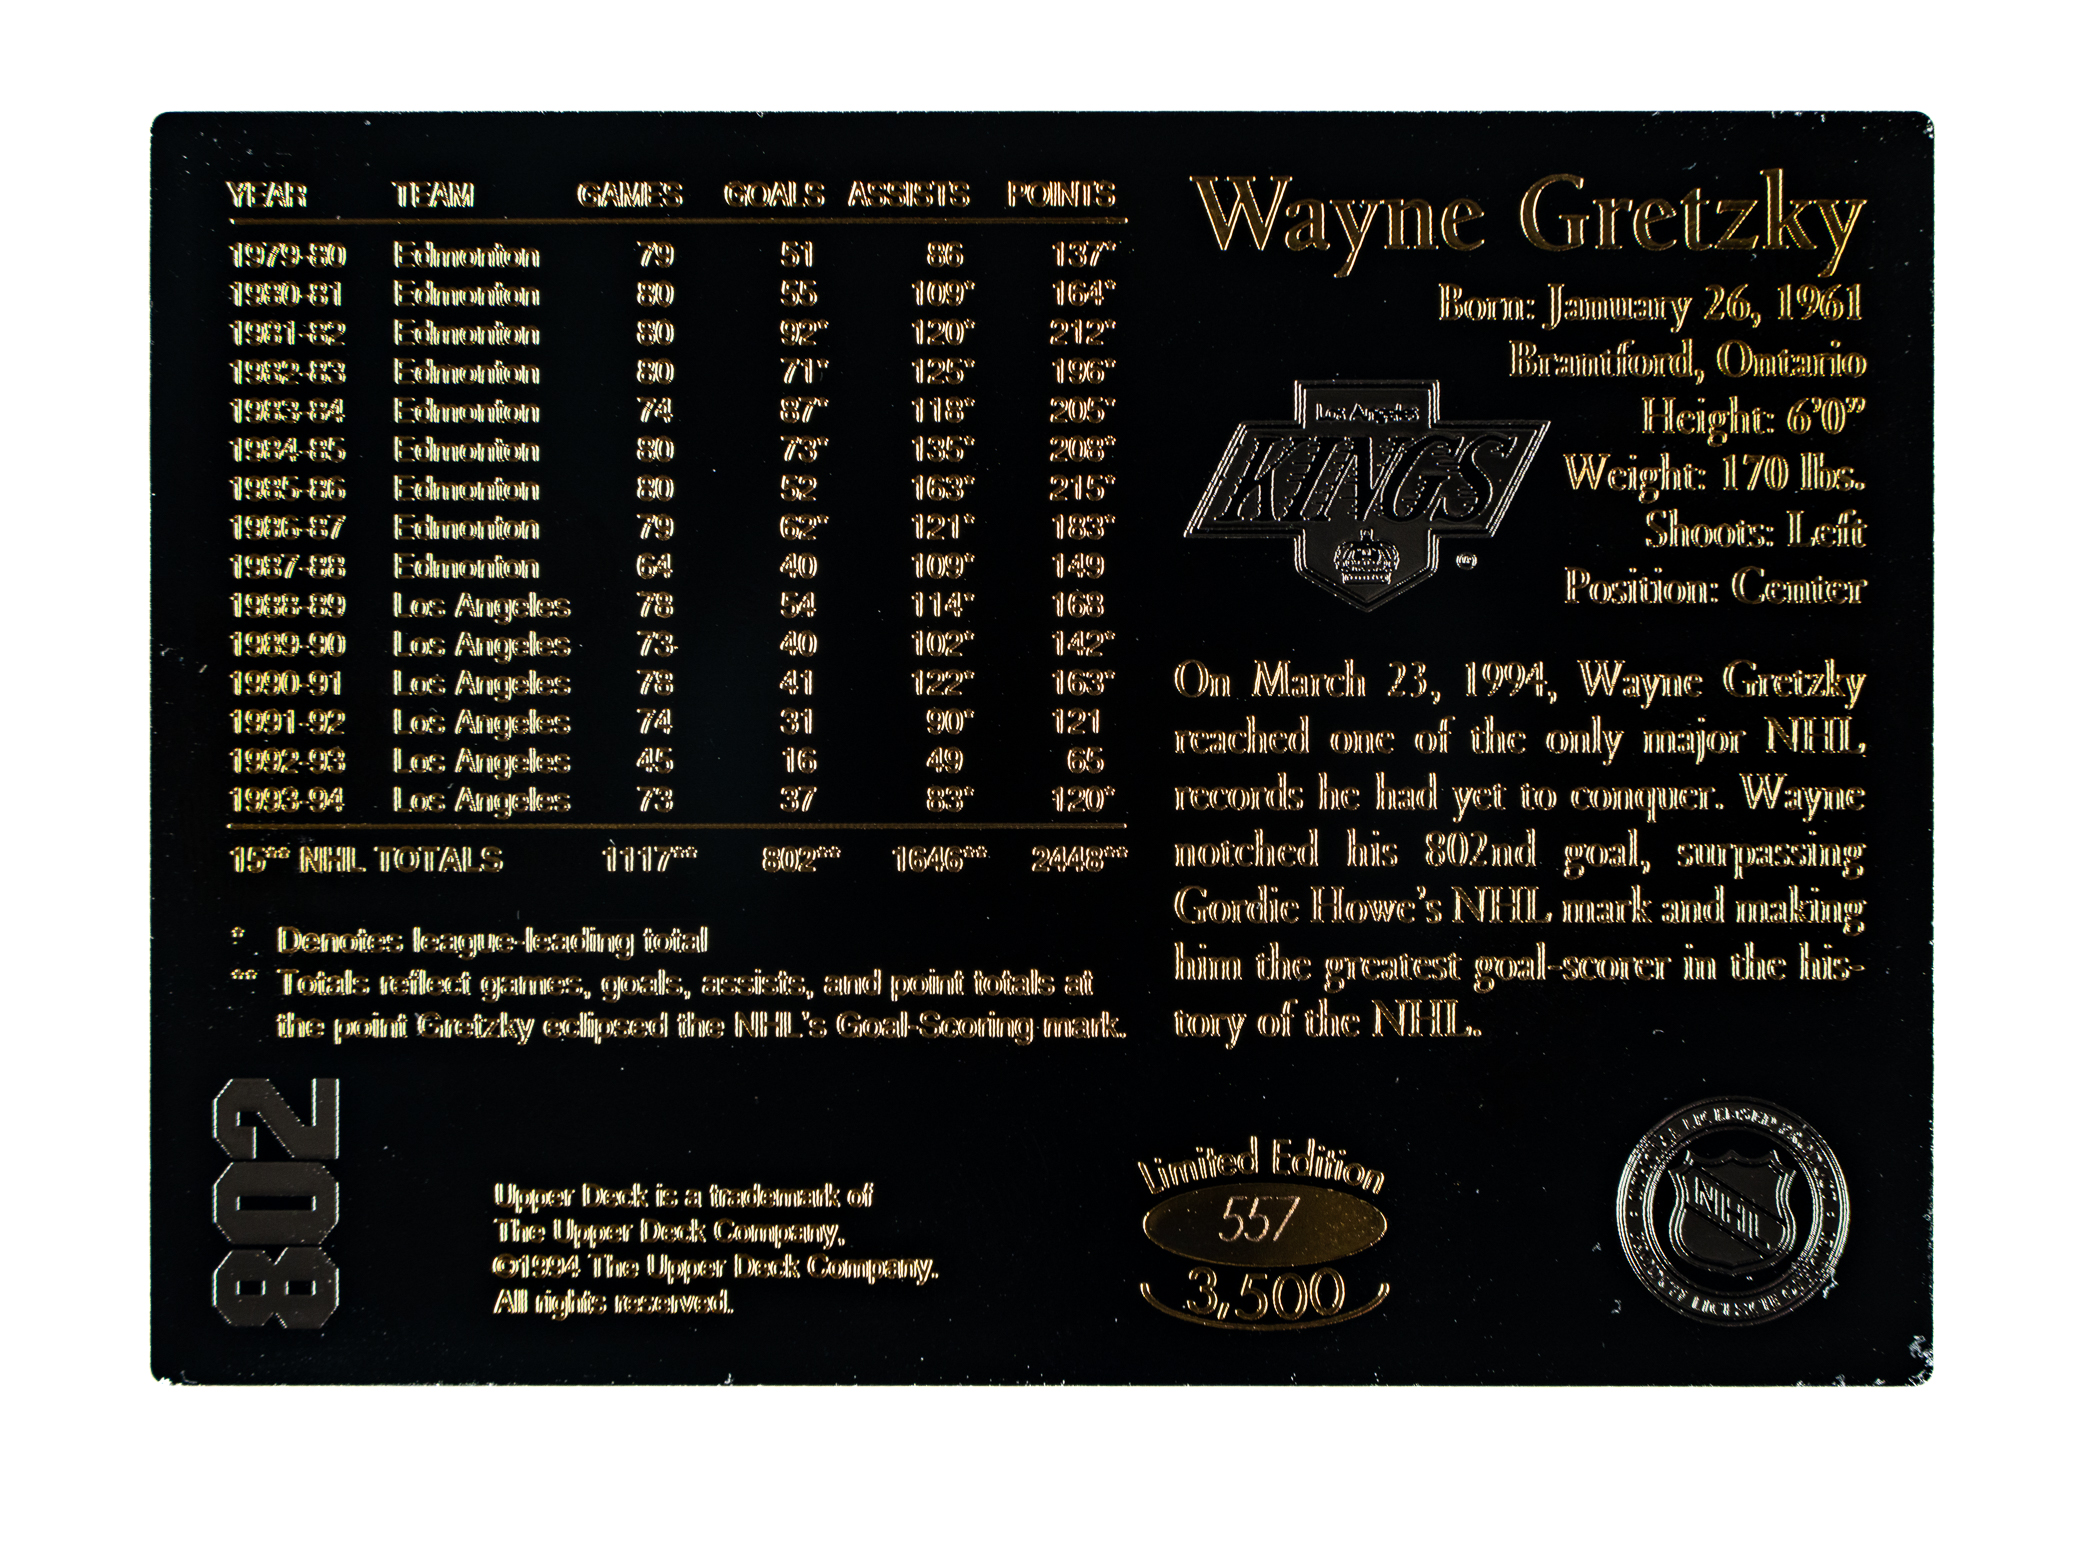 YEAR TEAM GAMES GOALS ASSISTS POINTS
1979-80 Edmonton 79 51 86 137*
1980-81 Edmonton 80 55 109* 164*
1981-82 Edmonton 80 92* 120* 212*
1982-83 Edmonton 80 71* 125* 196*
1983-84 Edmonton 74 87* 118* 205*
1984-85 Edmonton 80 73* 135* 208*
1985-86 Edmonton 80 52 163* 215*
1986-87 Edmonton 79 62* 121* 183*
1987-88 Edmonton 64 40 109* 149
1988-89 Los Angeles 78 54 114* 168
1989-90 Los Angeles 73 40 102* 142*
1990-91 Los Angeles 78 41 122* 163*
1991-92 Los Angeles 74 31 90* 121
1992-93 Los Angeles 45 16 49 65
1993-94 Los Angeles 73 37 83* 120*
15** NHL TOTALS 1117** 802** 1646** 2448**
* Denotes league-leading total
** Totals reflect games, goals, assists, and point totals at
the point Gretzky eclipsed the NHL's Goal-Scoring mark.
Wayne Gretzky
Born: January 26, 1961
Brantford, Ontario
Height: 6'0"
Weight: 170 lbs.
Shoots: Left
Position: Center
Los Angeles
KINGS
On March 23, 1994, Wayne Gretzky
reached one of the only major NHL
records he had yet to conquer. Wayne
notched his 802nd goal, surpassing
Gordie Howe's NHL mark and making
him the greatest goal-scorer in the his-
tory of the NHL.
802
Upper Deck is a trademark of
The Upper Deck Company.
©1994 The Upper Deck Company.
All rights reserved.
Limited Edition
557
3,500
NHL